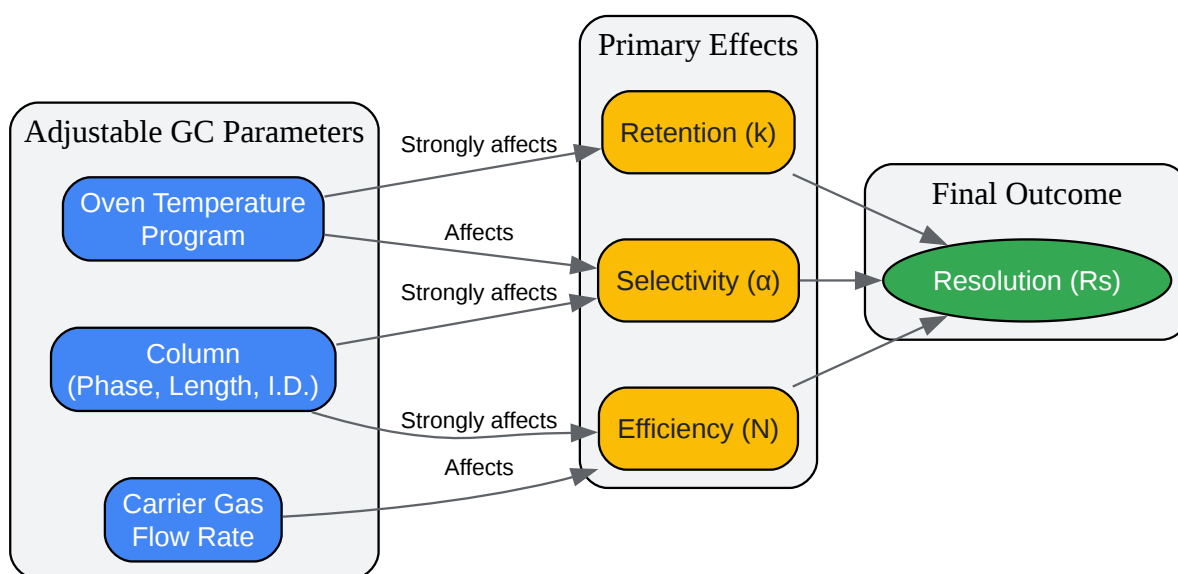 Adjustable GC Parameters
Oven Temperature
Program
Column
(Phase, Length, I.D.)
Carrier Gas
Flow Rate
Strongly affects
Affects
Strongly affects
Strongly affects
Affects
Primary Effects
Retention (k)
Selectivity (α)
Efficiency (N)
Final Outcome
Resolution (Rs)